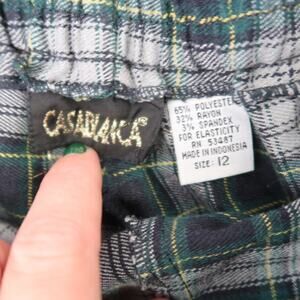 CASABLANCA®
65% POLYESTER
32% RAYON
3% SPANDEX
FOR ELASTICITY
RN 53487
MADE IN INDONESIA
SIZE: 12